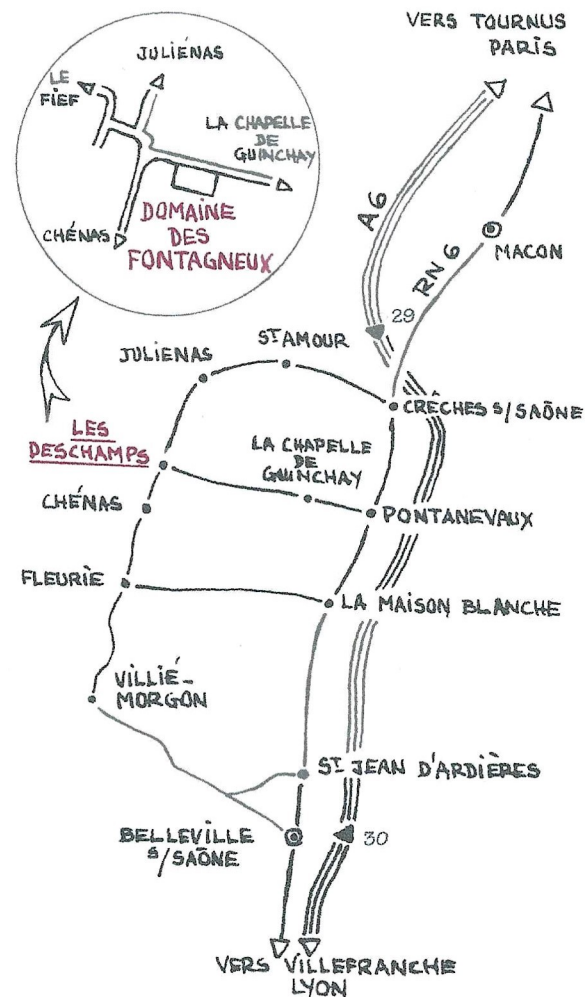 VERS TOURNUS
PARIS
JULIÉNAS
LE
FIEF
LA CHAPELLE
DE
GUINCHAY
CHÉNAS
DOMAINE
DES
FONTAGNEUX
A6
RN 6
MACON
29
ST AMOUR
JULIENAS
CRÊCHES S/SAÔNE
LES
DESCHAMPS
LA CHAPELLE
DE
GUINCHAY
CHÉNAS
PONTANEVAUX
FLEURIE
LA MAISON BLANCHE
VILLIÉ-
MORGON
ST JEAN D'ARDIÈRES
BELLEVILLE
S/SAÔNE
30
VERS VILLEFRANCHE
LYON